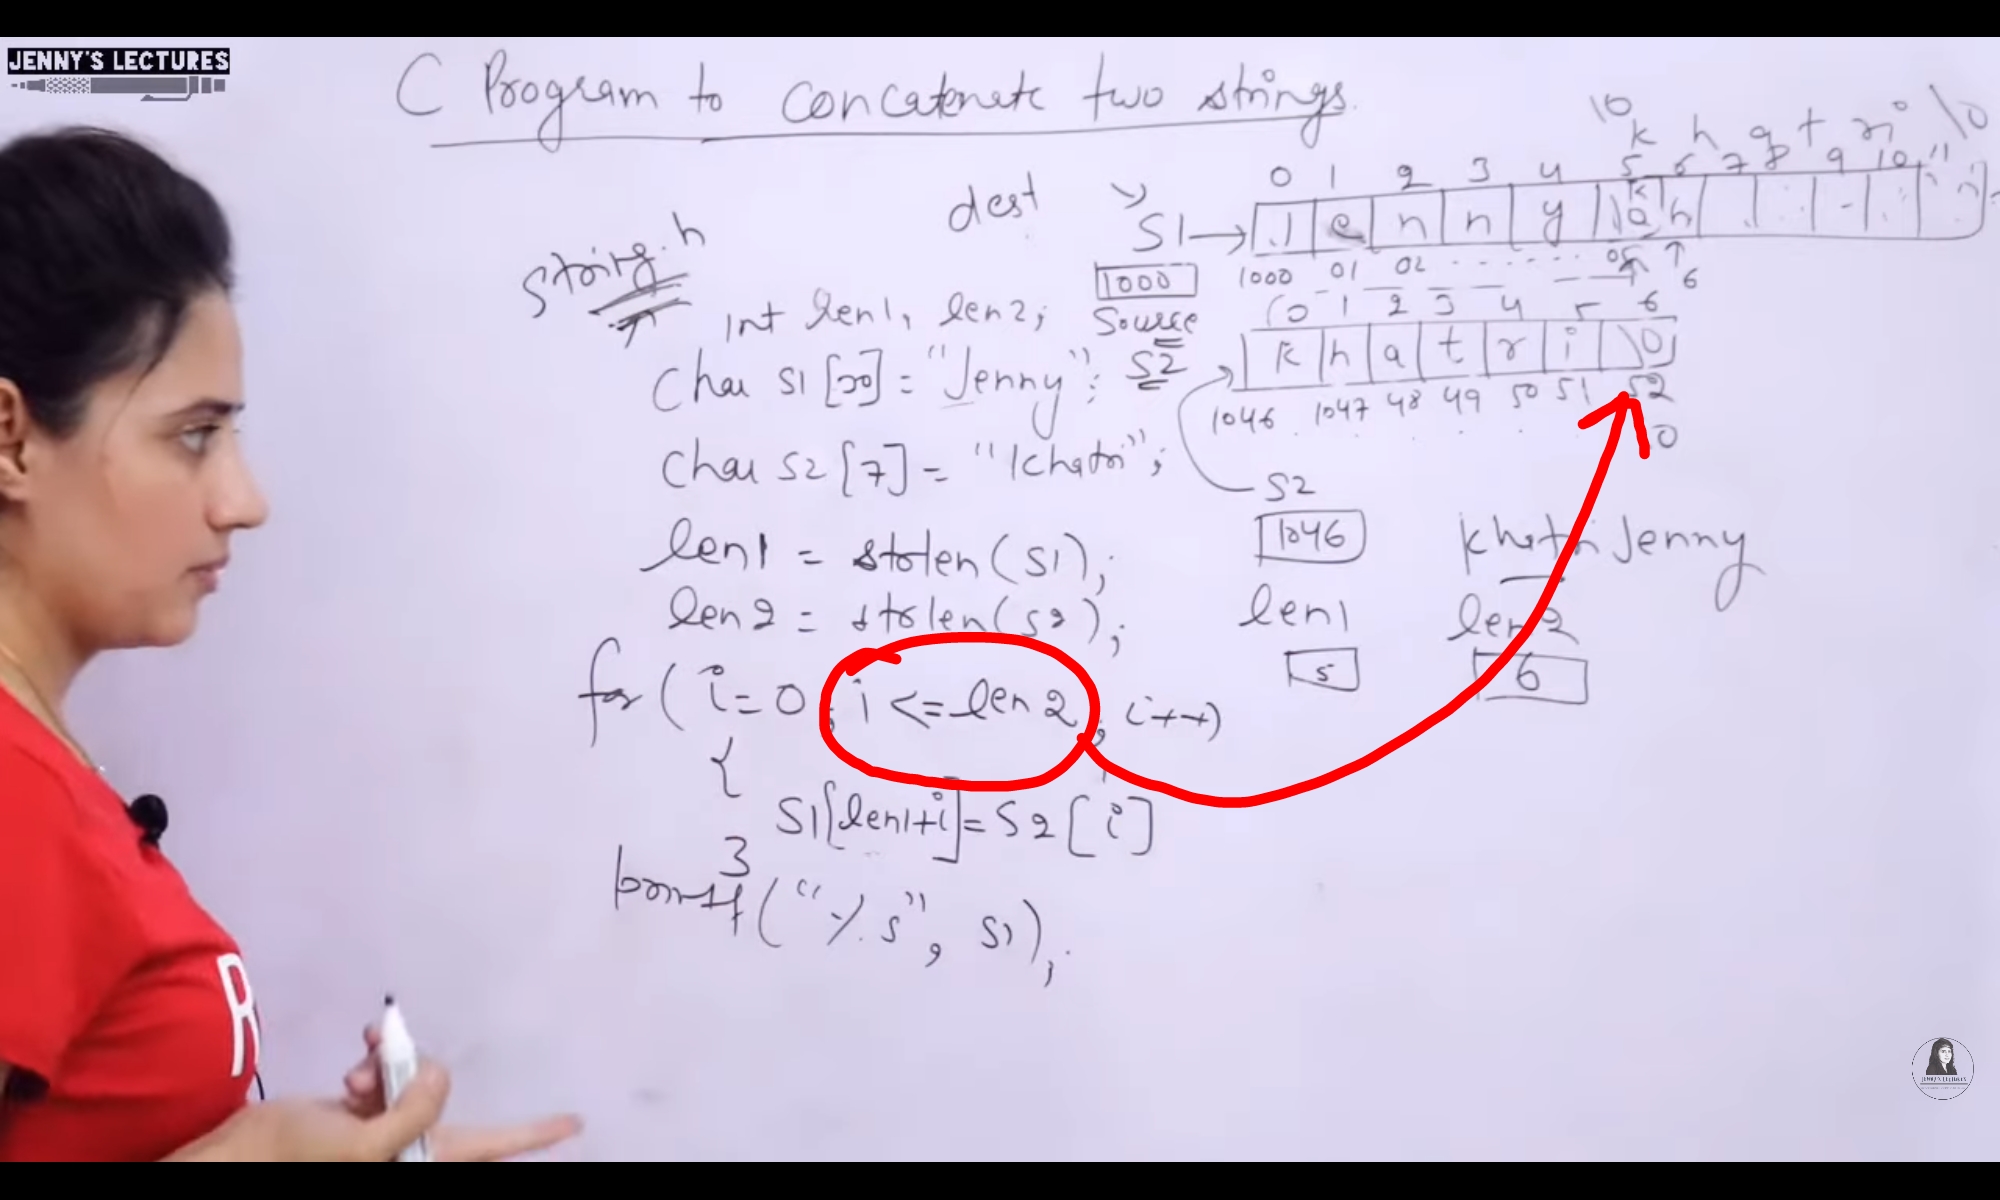 JENNY'S LECTURES
C Program to concatenate two strings.
\0 k h a t r i \0
0 1 2 3 4 5 6 7 8 9 10 11
dest
S1 → J e n n y \0 k h
string.h
1000
1000 01 02 05 6
int len1, len2;
Source
0 1 2 3 4 5 6
char S1[20] = "Jenny";
S2
k h a t r i \0
1046 1047 48 49 50 51 52
char S2[7] = "Khatri";
0
S2
1046
Khatri Jenny
len1 = strlen(S1);
len2 = strlen(S2);
len1
len2
5
6
for( i=0; i<=len2; i++)
{
S1[len1+i]=S2[i]
}
printf("%s", S1);